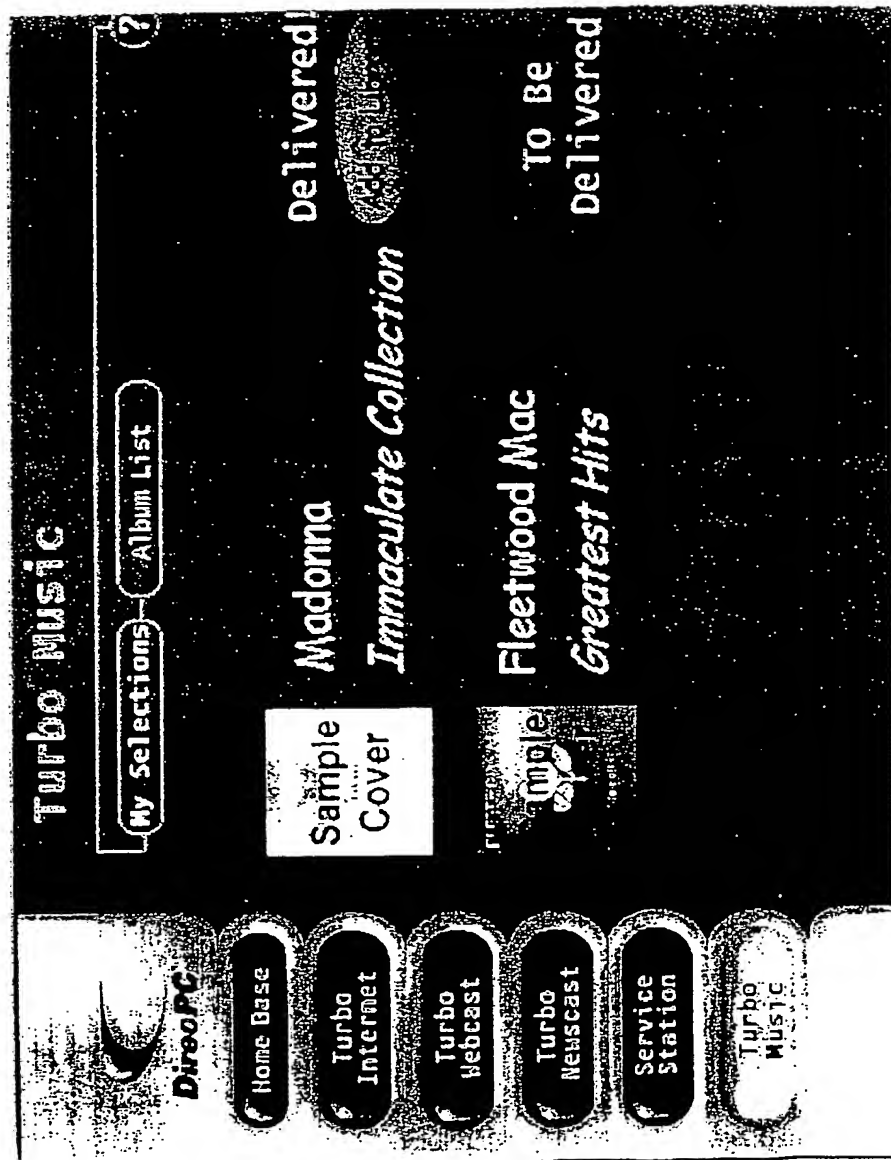 Turbo Music
My Selections
Album List
?
DirecPC
Home Base
Turbo
Internet
Turbo
Webcast
Turbo
Newscast
Service
Station
Turbo
Music
Sample
Cover
Madonna
Immaculate Collection
Delivered!
Fleetwood Mac
Greatest Hits
To Be
Delivered